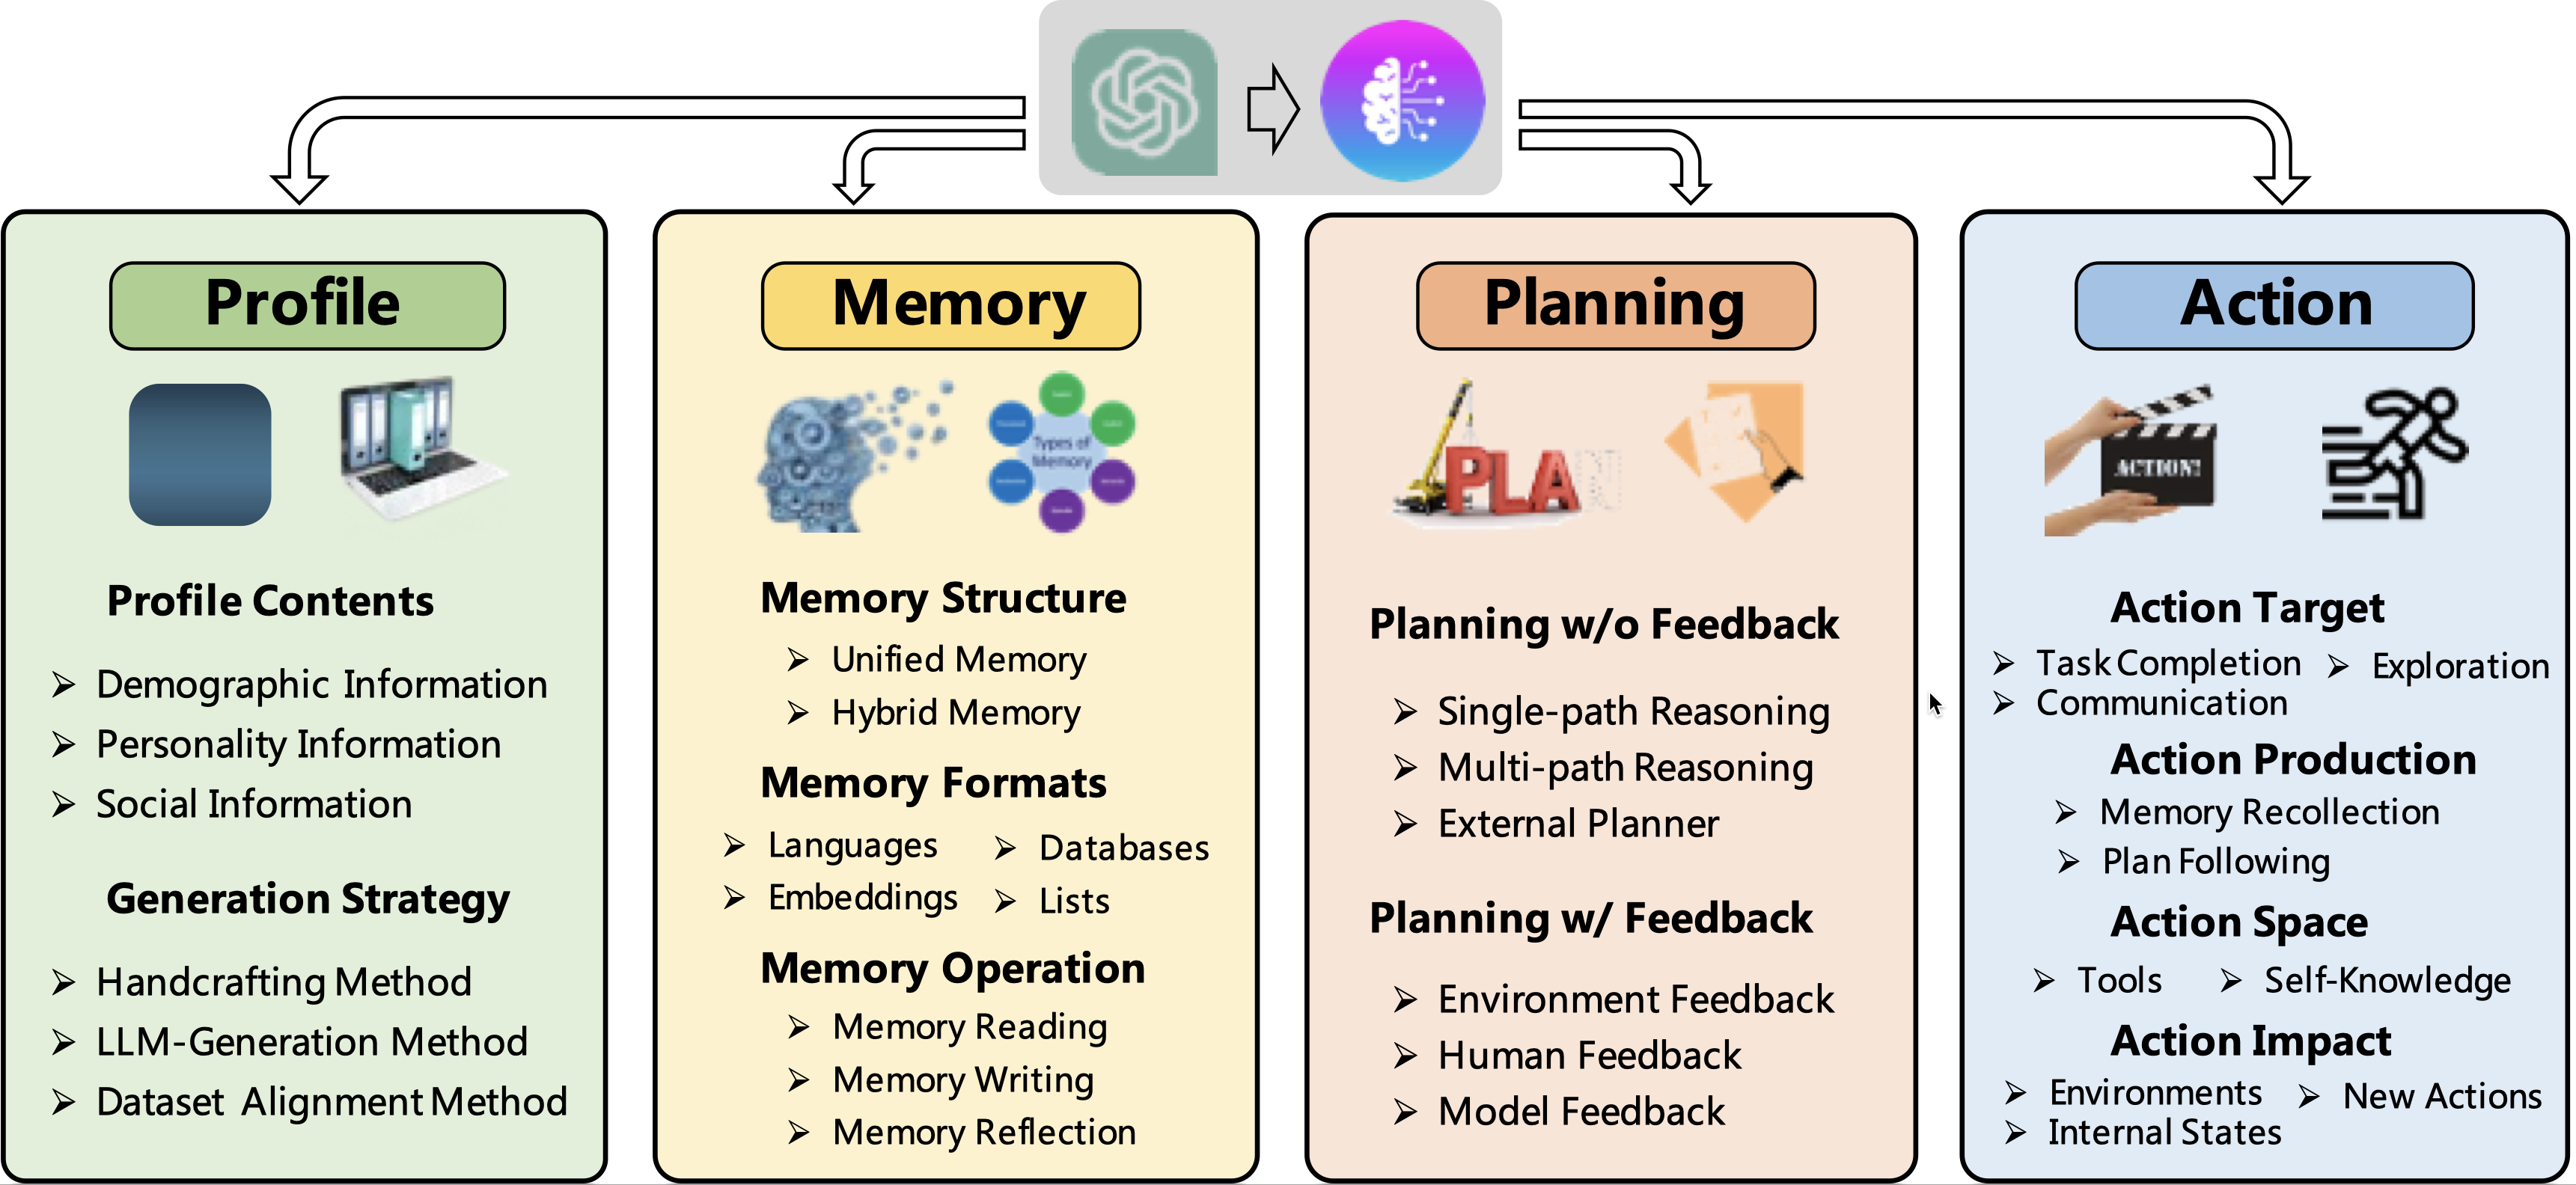 Profile
Profile Contents
Demographic Information
Personality Information
Social Information
Generation Strategy
Handcrafting Method
LLM-Generation Method
Dataset Alignment Method
Memory
Types of
Memory
Memory Structure
Unified Memory
Hybrid Memory
Memory Formats
Languages
Databases
Embeddings
Lists
Memory Operation
Memory Reading
Memory Writing
Memory Reflection
Planning
PLAN
Planning w/o Feedback
Single-path Reasoning
Multi-path Reasoning
External Planner
Planning w/ Feedback
Environment Feedback
Human Feedback
Model Feedback
Action
ACTION!
Action Target
Task Completion
Exploration
Communication
Action Production
Memory Recollection
Plan Following
Action Space
Tools
Self-Knowledge
Action Impact
Environments
New Actions
Internal States